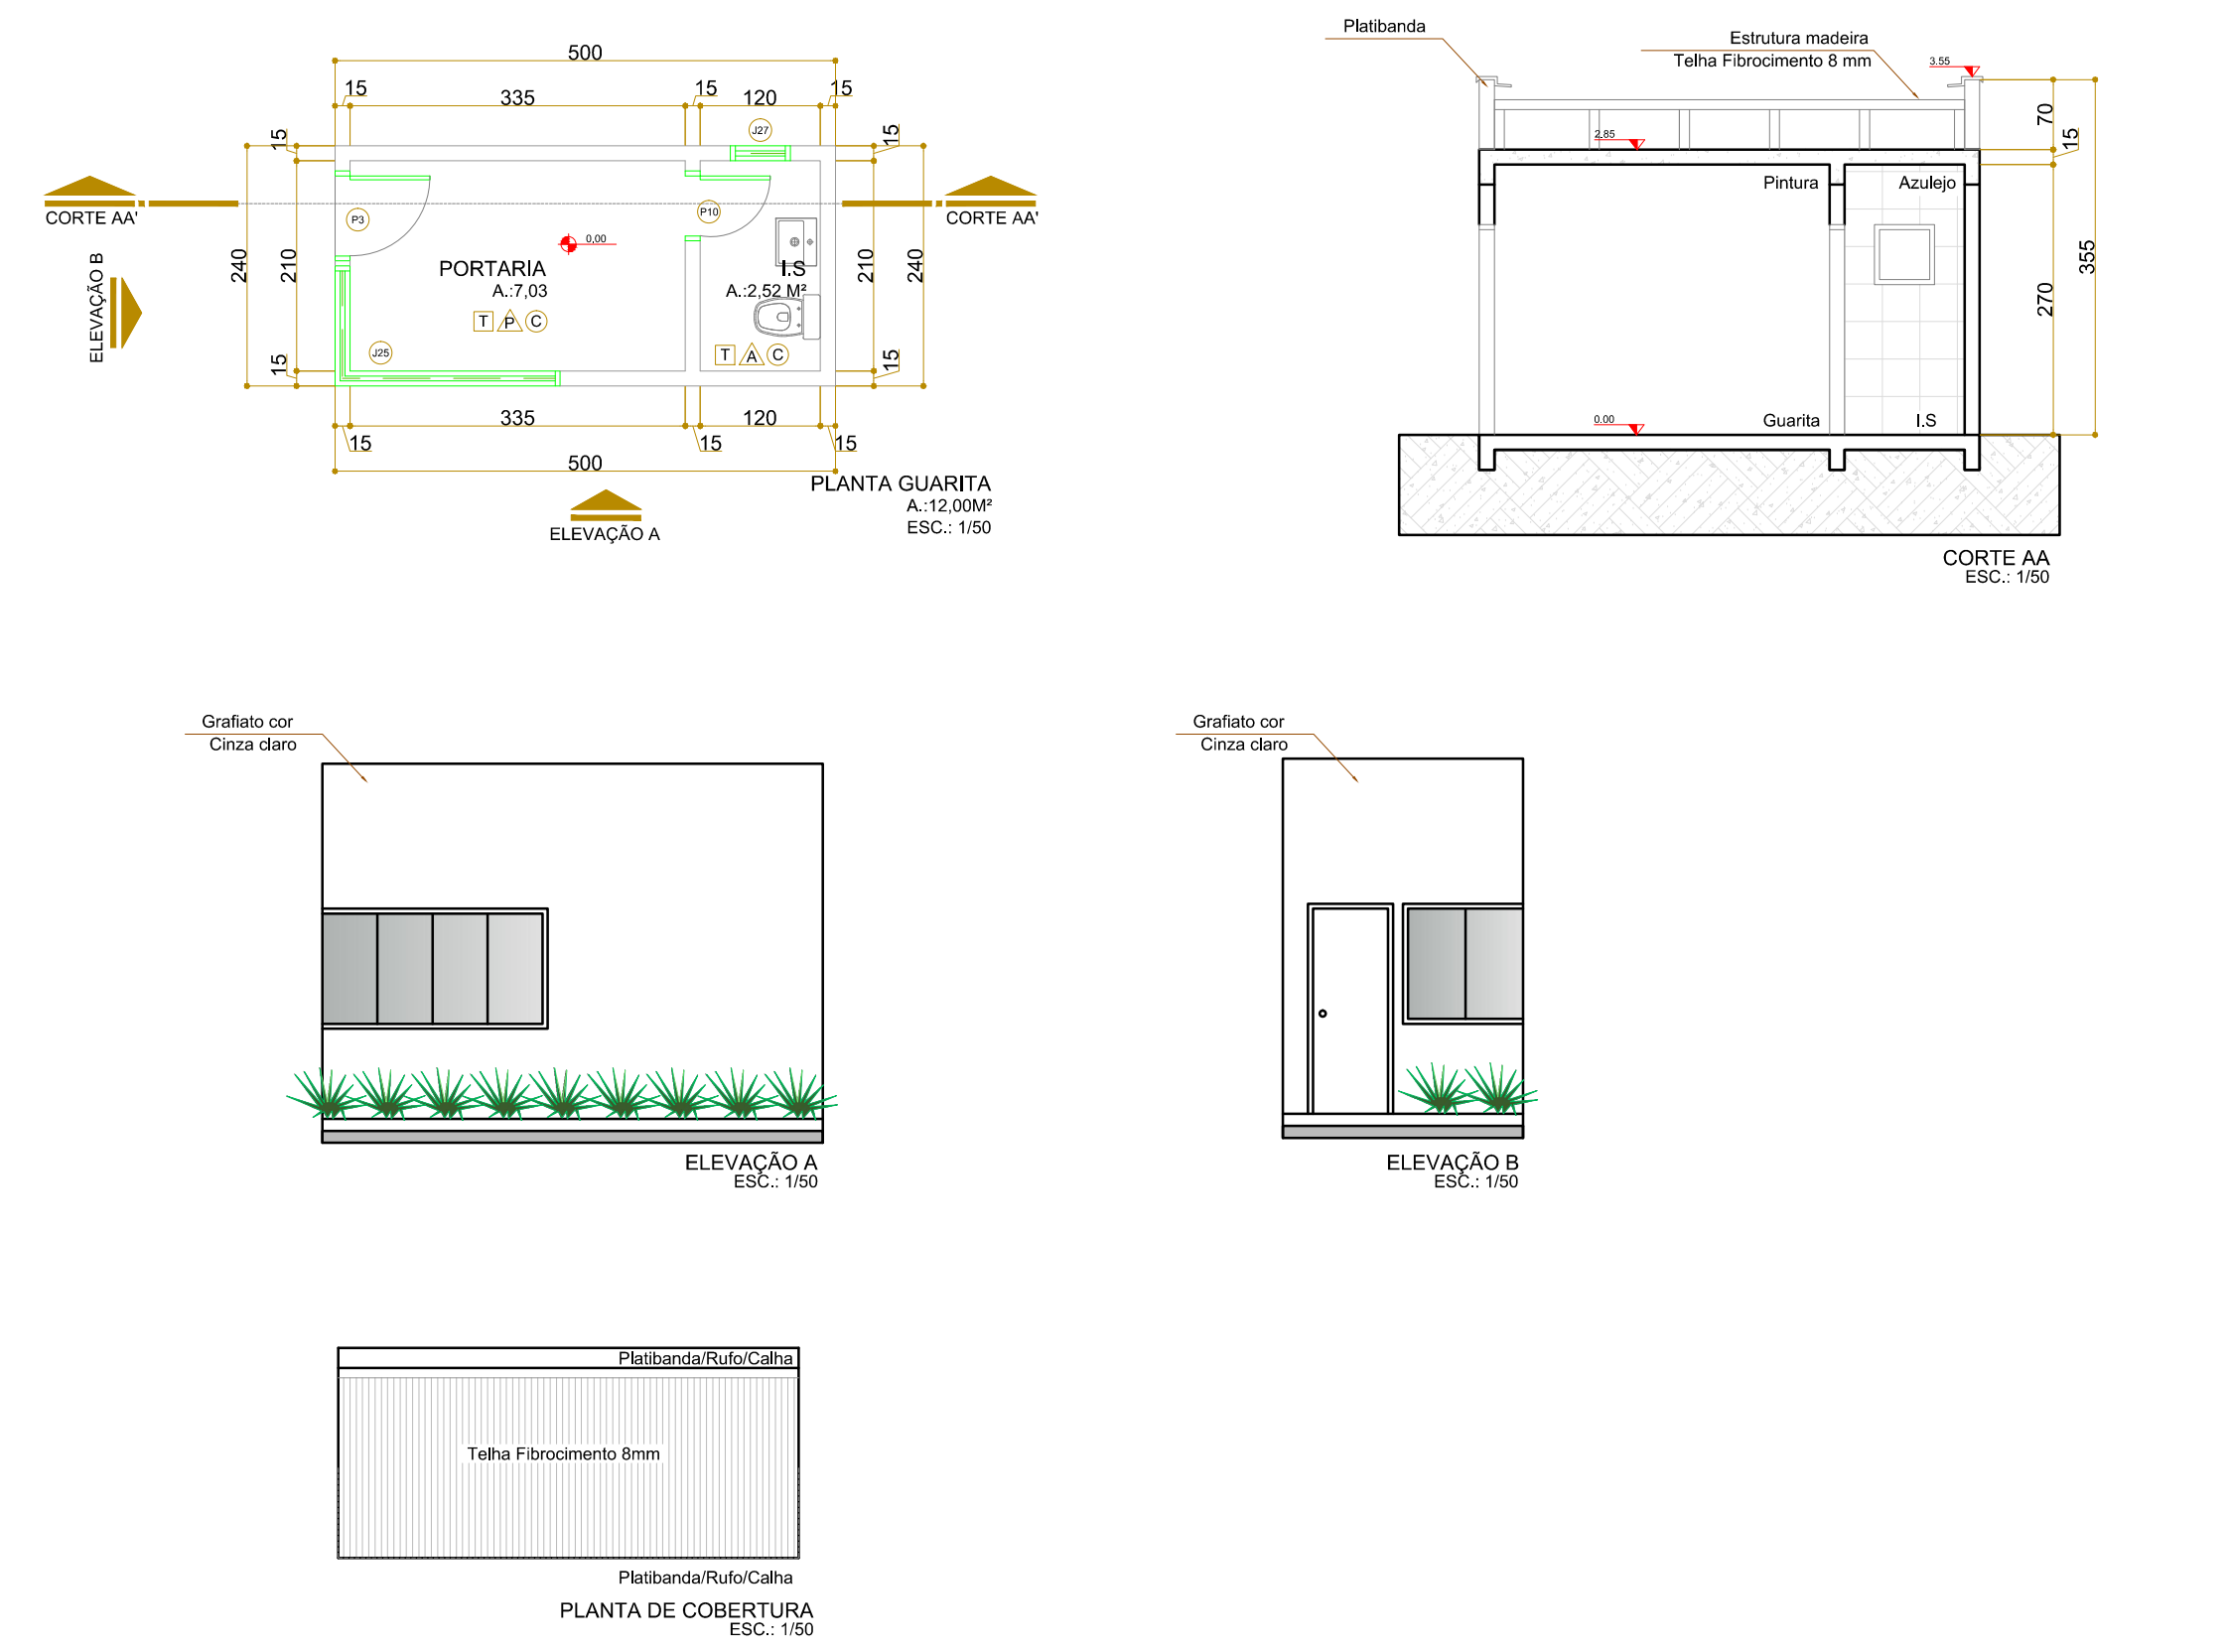 500
15
335
15
120
15
J27
15
15
CORTE AA'
P3
P10
CORTE AA'
ELEVAÇÃO B
240
210
0,00
PORTARIA
A.:7,03
T P C
I.S
A.:2,52 M²
T A C
J25
210
240
15
15
335
120
15
15
15
500
PLANTA GUARITA
A.:12,00M²
ESC.: 1/50
ELEVAÇÃO A
Platibanda
Estrutura madeira
Telha Fibrocimento 8 mm
3.55
2.85
70
15
Pintura
Azulejo
355
270
0.00
Guarita
I.S
CORTE AA
ESC.: 1/50
Grafiato cor
Cinza claro
ELEVAÇÃO A
ESC.: 1/50
Grafiato cor
Cinza claro
ELEVAÇÃO B
ESC.: 1/50
Platibanda/Rufo/Calha
Telha Fibrocimento 8mm
Platibanda/Rufo/Calha
PLANTA DE COBERTURA
ESC.: 1/50